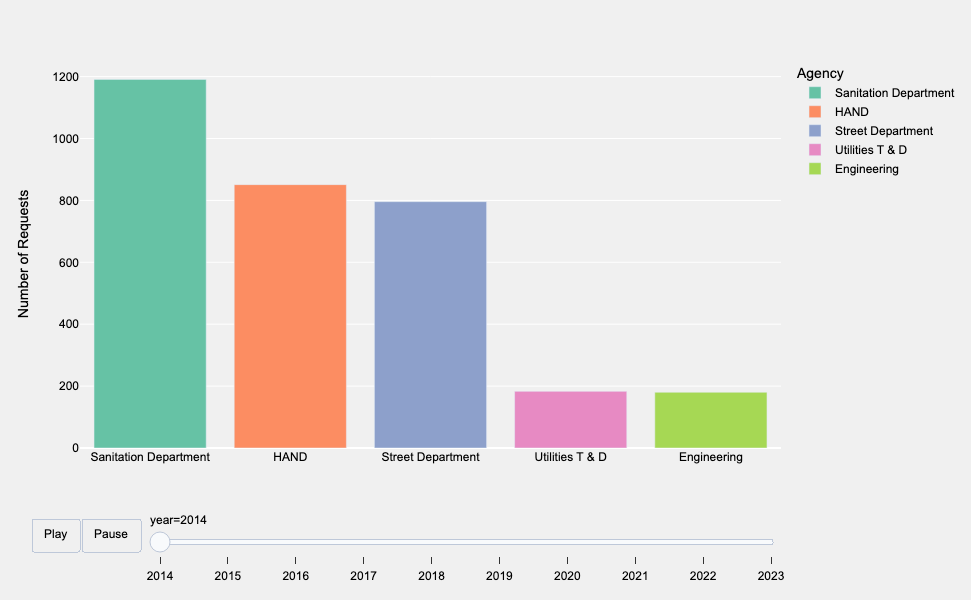 1200
1000
800
600
400
200
0
Number of Requests
Sanitation Department HAND Street Department Utilities T & D Engineering
Agency
Sanitation Department
HAND
Street Department
Utilities T & D
Engineering
Play Pause
year=2014
2014 2015 2016 2017 2018 2019 2020 2021 2022 2023